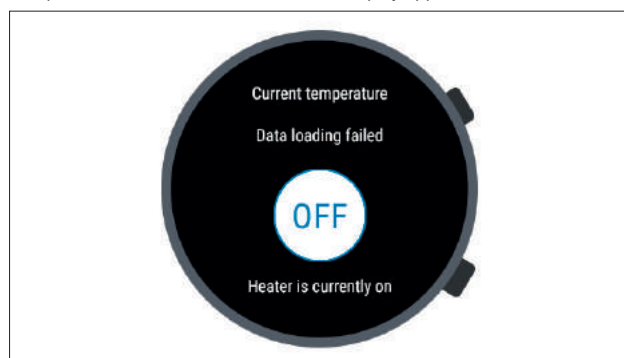 Current temperature
Data loading failed
OFF
Heater is currently on